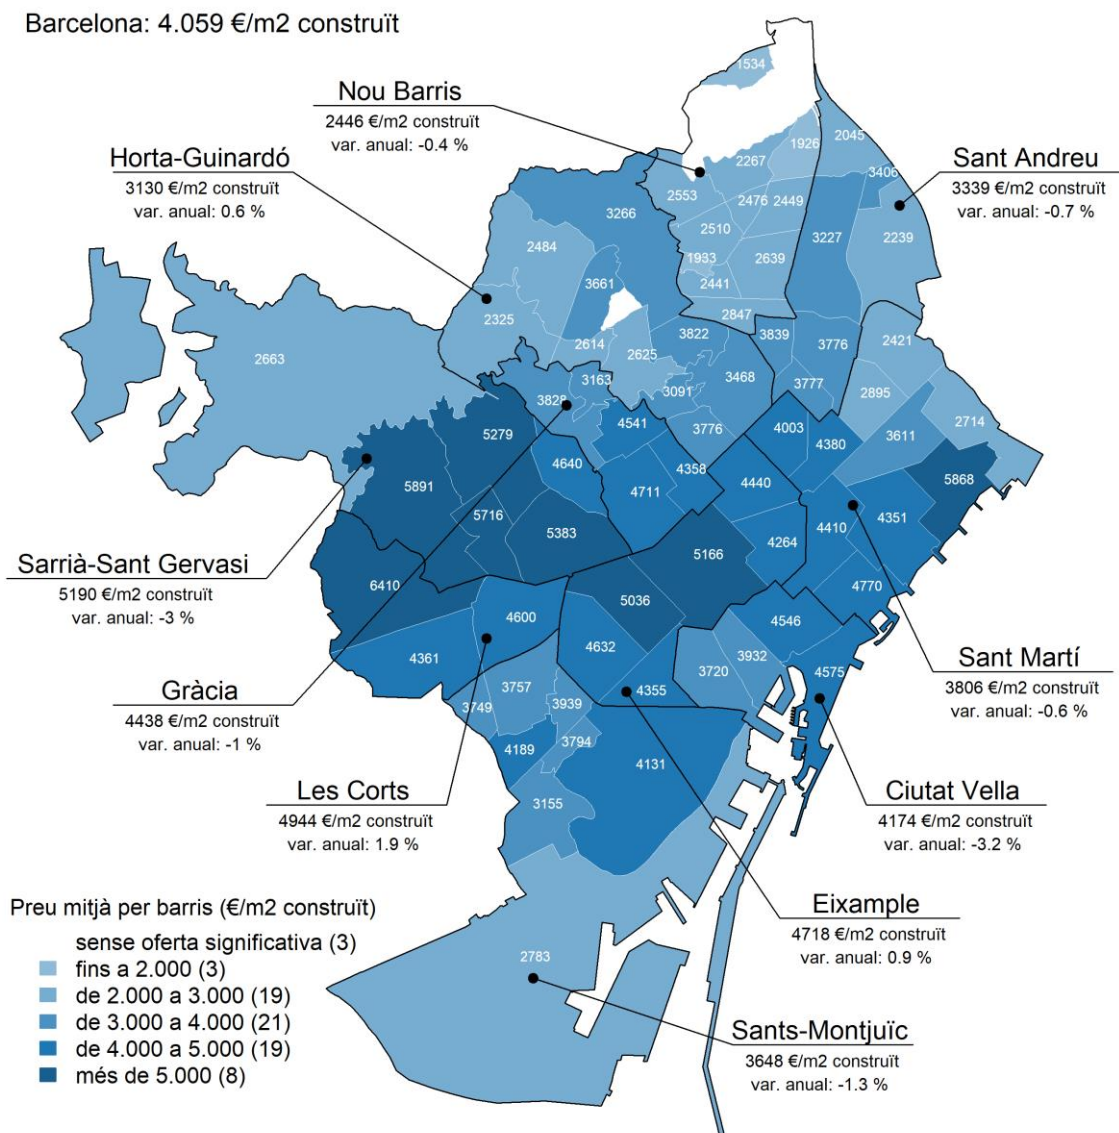 Barcelona: 4.059 €/m2 construït
1534
Nou Barris
2446 €/m2 construït
var. anual: -0.4 %
Horta-Guinardó
3130 €/m2 construït
var. anual: 0.6 %
Sant Andreu
3339 €/m2 construït
var. anual: -0.7 %
1926
2045
2267
3406
2553
2476
2449
3266
2510
3227
2239
2484
1983
2639
3661
2441
2325
2847
2614
2625
3822
3839
3776
2421
2663
3163
3091
3468
3777
2895
3828
4541
3776
4003
4380
3611
2714
5279
4640
4358
5891
4711
4440
5868
5716
5383
5166
4264
4410
4351
Sarrià-Sant Gervasi
5190 €/m2 construït
var. anual: -3 %
6410
5036
4770
4600
4546
4361
4632
3932
3720
4575
Sant Martí
3806 €/m2 construït
var. anual: -0.6 %
Gràcia
4438 €/m2 construït
var. anual: -1 %
3757
3749
3939
4355
4189
3794
4131
3155
Les Corts
4944 €/m2 construït
var. anual: 1.9 %
Ciutat Vella
4174 €/m2 construït
var. anual: -3.2 %
Eixample
4718 €/m2 construït
var. anual: 0.9 %
2783
Sants-Montjuïc
3648 €/m2 construït
var. anual: -1.3 %
Preu mitjà per barris (€/m2 construït)
sense oferta significativa (3)
fins a 2.000 (3)
de 2.000 a 3.000 (19)
de 3.000 a 4.000 (21)
de 4.000 a 5.000 (19)
més de 5.000 (8)